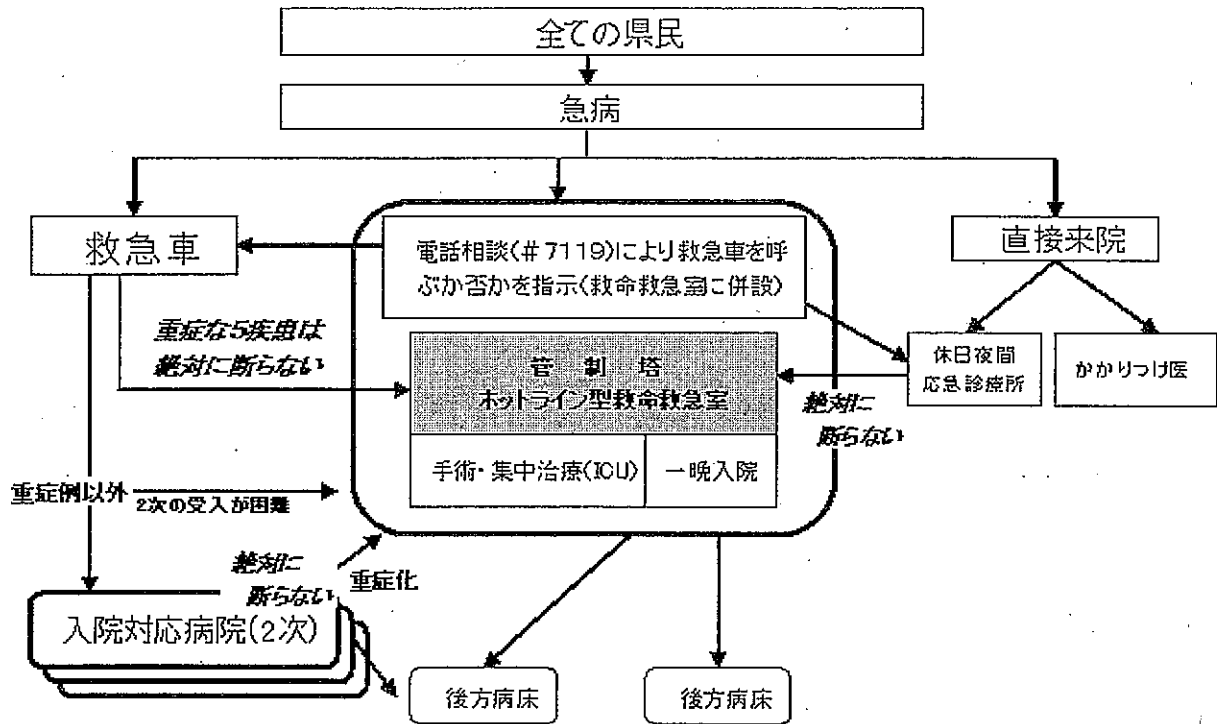 全ての県民
急病
救急車
電話相談(#7119)により救急車を呼
ぶか否かを指示(救命救急室に併設)
直接来院
重症な5疾患は
絶対に断らない
管制塔
ホットライン型救命救急室
手術・集中治療(ICU)
一晩入院
休日夜間
応急診療所
かかりつけ医
絶対に
断らない
重症例以外
2次の受入が困難
絶対に
断らない
重症化
入院対応病院(2次)
後方病床
後方病床